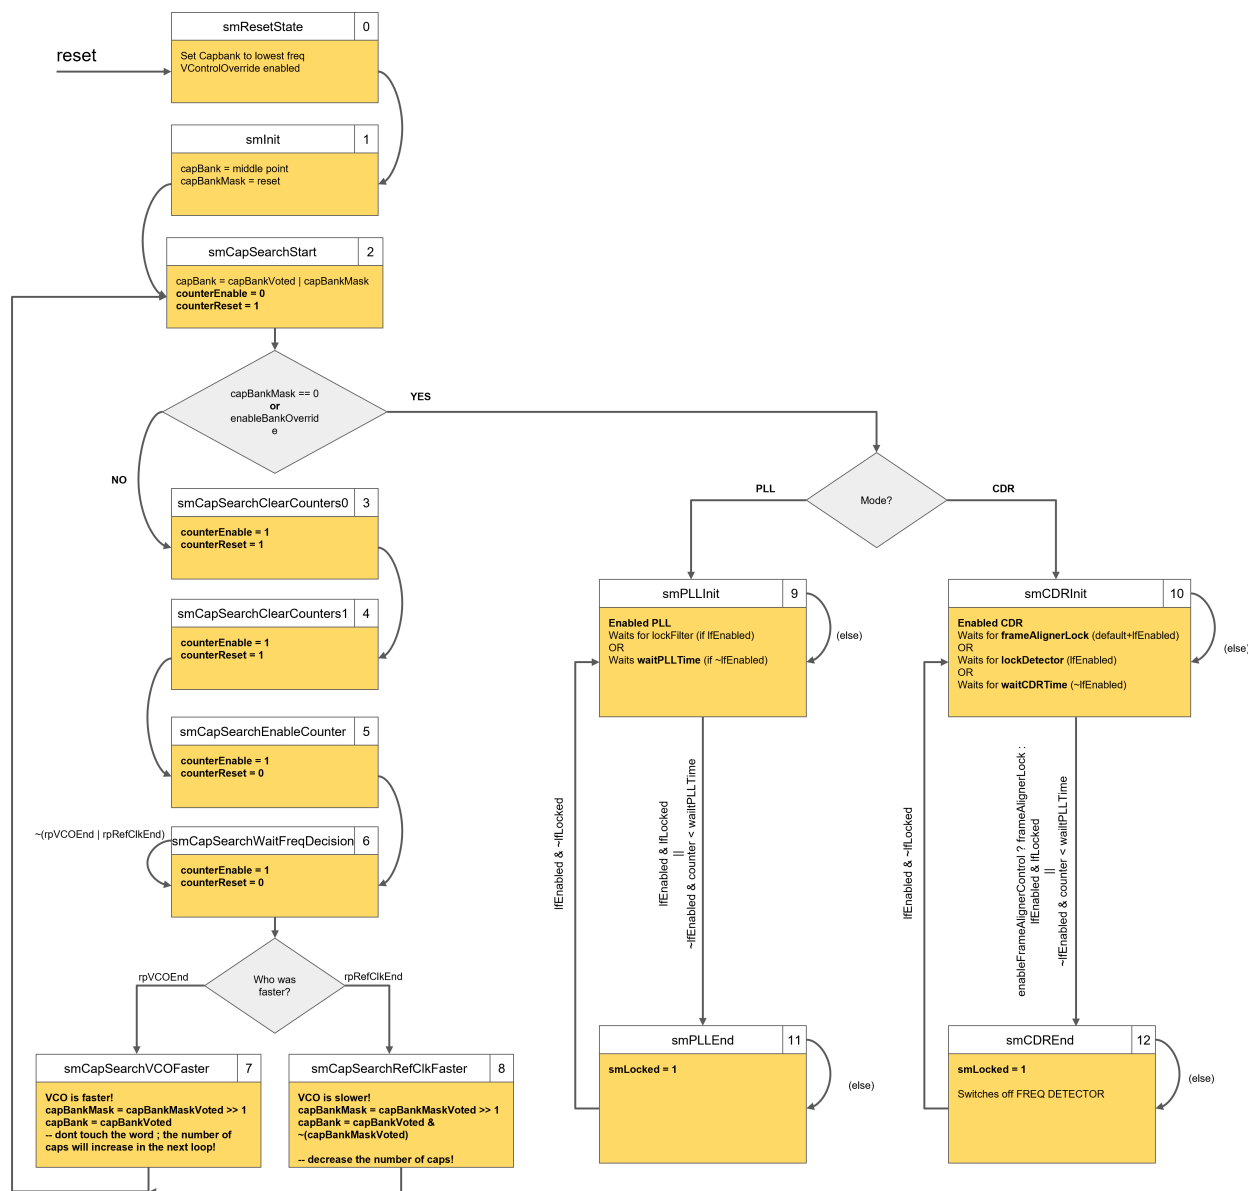 smResetState
0
reset
Set Capbank to lowest freq
VControlOverride enabled
smInit
1
capBank = middle point
capBankMask = reset
smCapSearchStart
2
capBank = capBankVoted | capBankMask
counterEnable = 0
counterReset = 1
capBankMask == 0
or
enableBankOverrid
e
YES
NO
Mode?
PLL
CDR
smCapSearchClearCounters0
3
counterEnable = 1
counterReset = 1
smCapSearchClearCounters1
4
counterEnable = 1
counterReset = 1
smCapSearchEnableCounter
5
counterEnable = 1
counterReset = 0
~(rpVCOEnd | rpRefClkEnd)
smCapSearchWaitFreqDecision
6
counterEnable = 1
counterReset = 0
Who was
faster?
rpVCOEnd
rpRefClkEnd
smCapSearchVCOFaster
7
VCO is faster!
capBankMask = capBankMaskVoted >> 1
capBank = capBankVoted
-- dont touch the word ; the number of
caps will increase in the next loop!
smCapSearchRefClkFaster
8
VCO is slower!
capBankMask = capBankMaskVoted >> 1
capBank = capBankVoted &
~(capBankMaskVoted)
-- decrease the number of caps!
smPLLInit
9
Enabled PLL
Waits for lockFilter (if lfEnabled)
OR
Waits waitPLLTime (if ~lfEnabled)
(else)
lfEnabled & ~lfLocked
lfEnabled & lfLocked
||
~lfEnabled & counter < wailtPLLTime
smPLLEnd
11
smLocked = 1
(else)
smCDRInit
10
Enabled CDR
Waits for frameAlignerLock (default+lfEnabled)
OR
Waits for lockDetector (lfEnabled)
OR
Waits for waitCDRTime (~lfEnabled)
(else)
lfEnabled & ~lfLocked
enableFrameAlignerControl ? frameAlignerLock :
lfEnabled & lfLocked
||
~lfEnabled & counter < wailtPLLTime
smCDREnd
12
smLocked = 1
Switches off FREQ DETECTOR
(else)